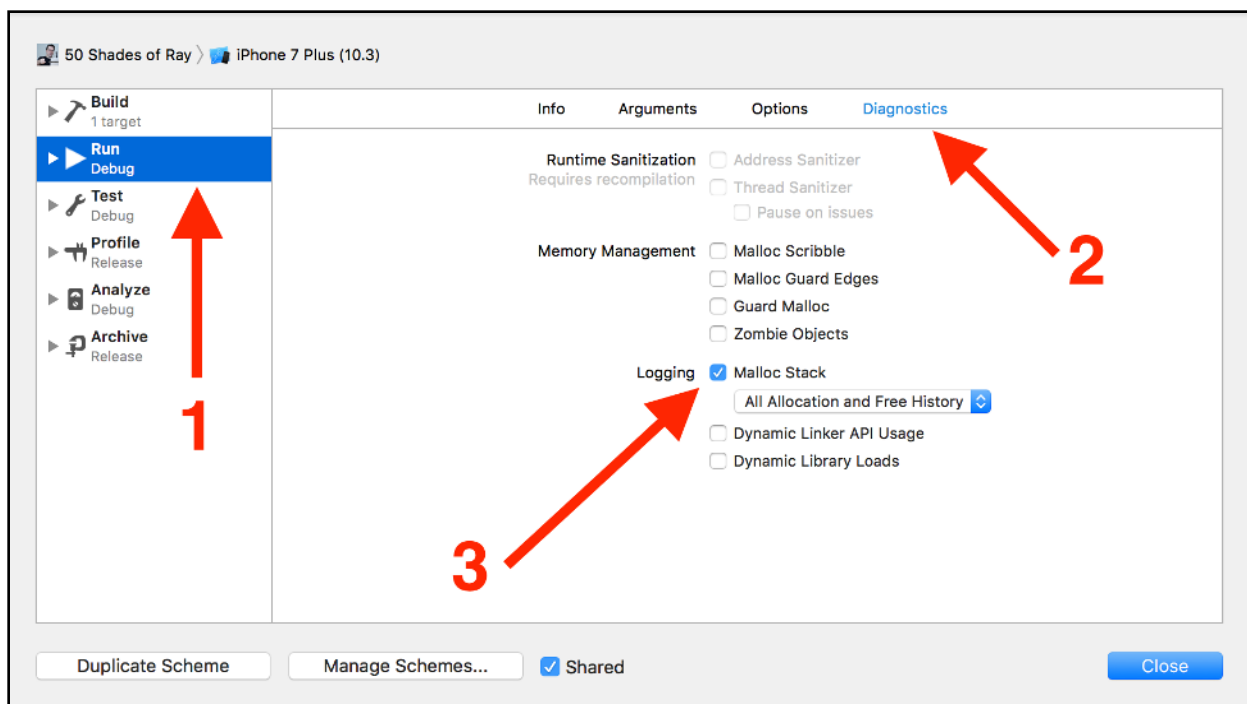 50 Shades of Ray 〉 iPhone 7 Plus (10.3)
Build
1 target
Run
Debug
Test
Debug
Profile
Release
Analyze
Debug
Archive
Release
1
Info Arguments Options Diagnostics
Runtime Sanitization Address Sanitizer
Requires recompilation Thread Sanitizer
Pause on issues
2
Memory Management Malloc Scribble
Malloc Guard Edges
Guard Malloc
Zombie Objects
Logging Malloc Stack
All Allocation and Free History
Dynamic Linker API Usage
Dynamic Library Loads
3
Duplicate Scheme Manage Schemes... Shared Close